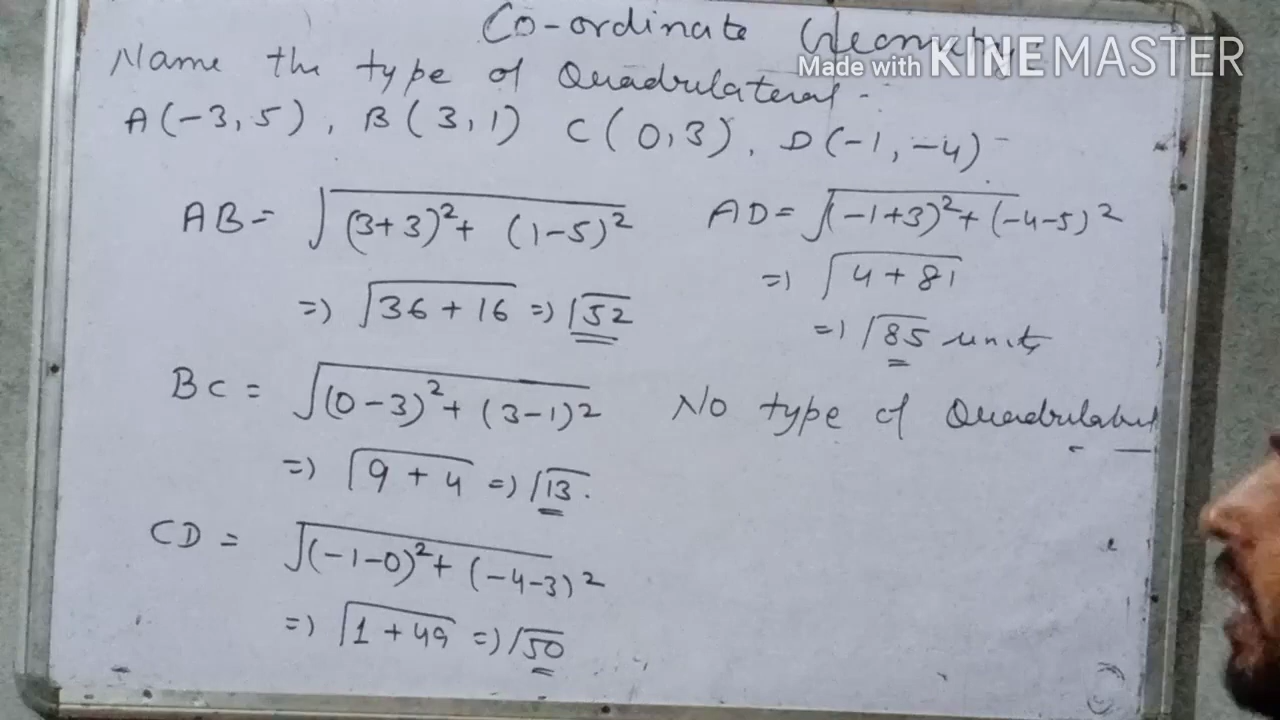 Co-ordinate Geometry
Made with KINEMASTER
Name the type of Quadrulateral -
A(-3,5), B(3,1) C(0,3), D(-1,-4)
AB = √(3+3)²+ (1-5)²
=) √36 + 16 =) √52
BC = √(0-3)²+ (3-1)²
=) √9 + 4 =) √13.
CD = √(-1-0)²+ (-4-3)²
=) √1 + 49 =) √50
AD = √(-1+3)²+ (-4-5)²
=) √4 + 81
=) √85 units
No type of